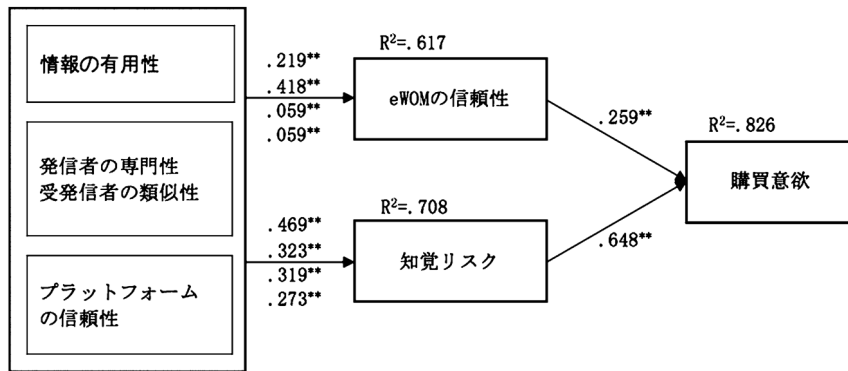 情報の有用性
発信者の専門性
受発信者の類似性
プラットフォーム
の信頼性
.219**
.418**
.059**
.059**
.469**
.323**
.319**
.273**
R²=.617
eWOMの信頼性
R²=.708
知覚リスク
.259**
.648**
R²=.826
購買意欲